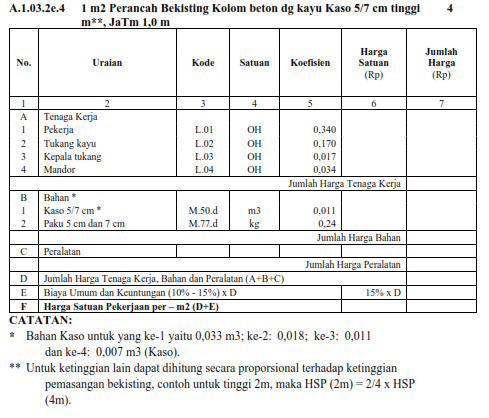 A.1.03.2e.4 1 m2 Perancah Bekisting Kolom beton dg kayu Kaso 5/7 cm tinggi 4
m**, JaTm 1,0 m
No. Uraian Kode Satuan Koefisien Harga Satuan (Rp) Jumlah Harga (Rp)
1 2 3 4 5 6 7
A Tenaga Kerja
1 Pekerja L.01 OH 0,340
2 Tukang kayu L.02 OH 0,170
3 Kepala tukang L.03 OH 0,017
4 Mandor L.04 OH 0,034
Jumlah Harga Tenaga Kerja
B Bahan *
1 Kaso 5/7 cm * M.50.d m3 0,011
2 Paku 5 cm dan 7 cm M.77.d kg 0,24
Jumlah Harga Bahan
C Peralatan
Jumlah Harga Peralatan
D Jumlah Harga Tenaga Kerja, Bahan dan Peralatan (A+B+C)
E Biaya Umum dan Keuntungan (10% - 15%) x D 15% x D
F Harga Satuan Pekerjaan per – m2 (D+E)
CATATAN:
* Bahan Kaso untuk yang ke-1 yaitu 0,033 m3; ke-2: 0,018; ke-3: 0,011
dan ke-4: 0,007 m3 (Kaso).
** Untuk ketinggian lain dapat dihitung secara proporsional terhadap ketinggian
pemasangan bekisting, contoh untuk tinggi 2m, maka HSP (2m) = 2/4 x HSP
(4m).